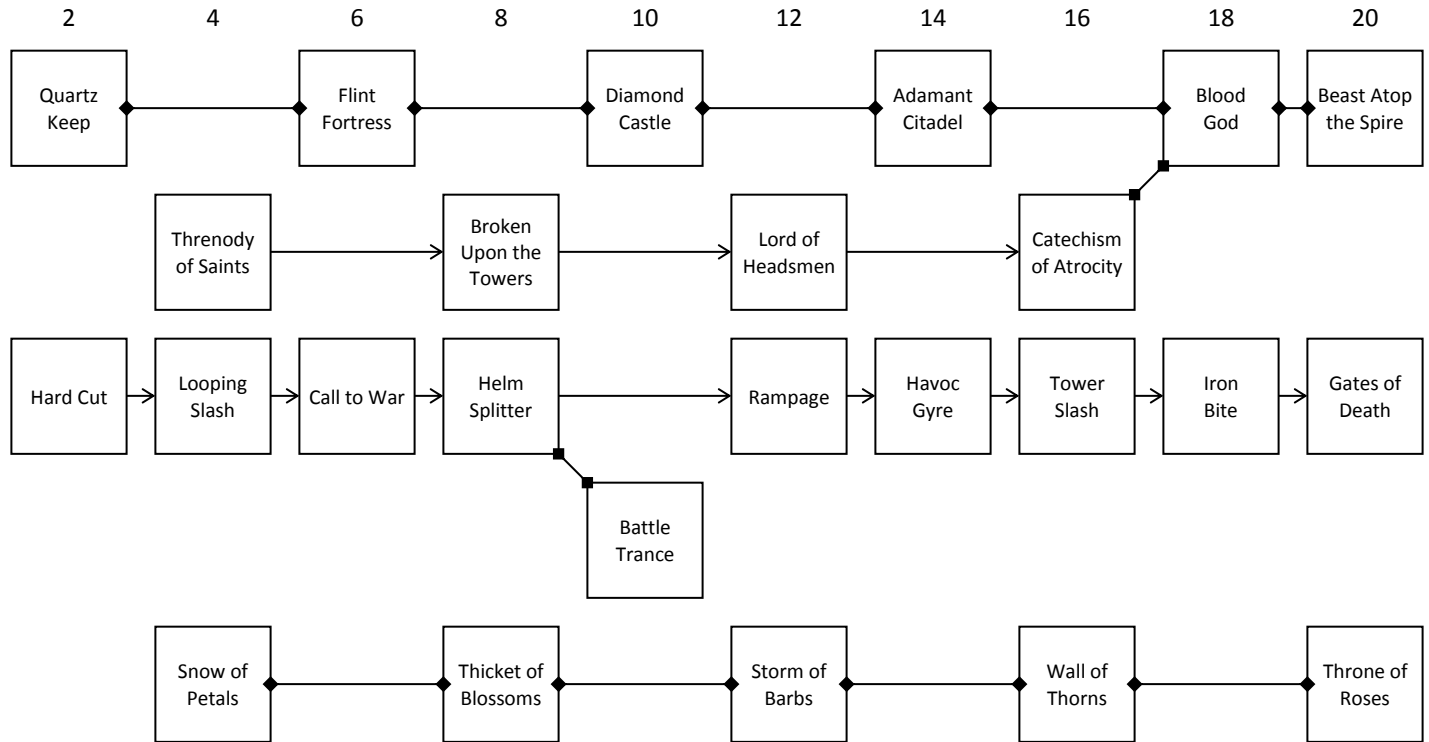 2 4 6 8 10 12 14 16 18 20
Quartz
Keep
Flint
Fortress
Diamond
Castle
Adamant
Citadel
Blood
God
Beast Atop
the Spire
Threnody
of Saints
Broken
Upon the
Towers
Lord of
Headsmen
Catechism
of Atrocity
Hard Cut
Looping
Slash
Call to War
Helm
Splitter
Rampage
Havoc
Gyre
Tower
Slash
Iron
Bite
Gates of
Death
Battle
Trance
Snow of
Petals
Thicket of
Blossoms
Storm of
Barbs
Wall of
Thorns
Throne of
Roses